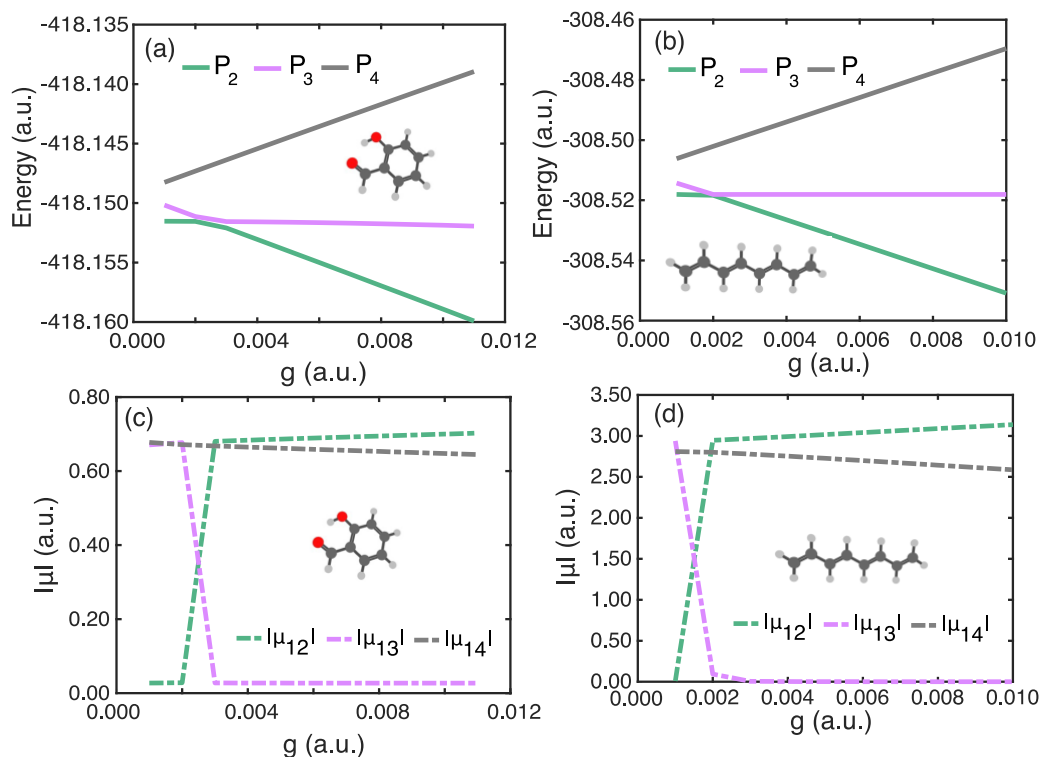 (a)
P2 P3 P4
Energy (a.u.)
-418.135
-418.140
-418.145
-418.150
-418.155
-418.160
0.000 0.004 0.008 0.012
g (a.u.)
(b)
P2 P3 P4
Energy (a.u.)
-308.46
-308.48
-308.50
-308.52
-308.54
-308.56
0.000 0.002 0.004 0.006 0.008 0.010
g (a.u.)
(c)
|μ| (a.u.)
0.80
0.60
0.40
0.20
0.00
|μ12| |μ13| |μ14|
0.000 0.004 0.008 0.012
g (a.u.)
(d)
|μ| (a.u.)
3.50
3.00
2.50
2.00
1.50
1.00
0.50
0.00
|μ12| |μ13| |μ14|
0.000 0.002 0.004 0.006 0.008 0.010
g (a.u.)